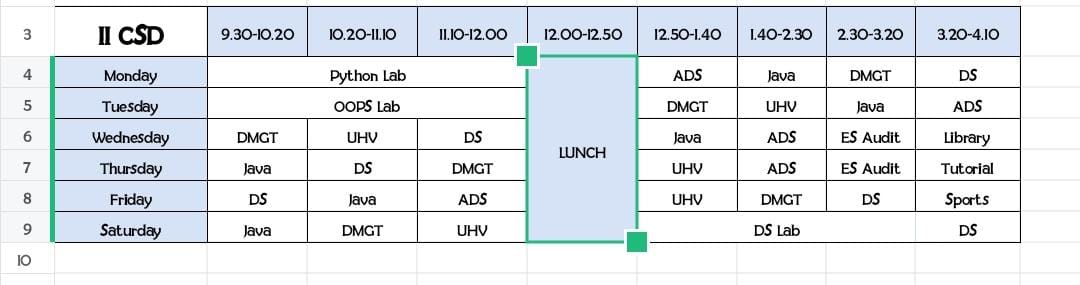 3 II CSD 9.30-10.20 10.20-11.10 11.10-12.00 12.00-12.50 12.50-1.40 1.40-2.30 2.30-3.20 3.20-4.10
4 Monday Python Lab ADS Java DMGT DS
5 Tuesday OOPS Lab DMGT UHV Java ADS
6 Wednesday DMGT UHV DS Java ADS ES Audit Library
LUNCH
7 Thursday Java DS DMGT UHV ADS ES Audit Tutorial
8 Friday DS Java ADS UHV DMGT DS Sports
9 Saturday Java DMGT UHV DS Lab DS
10